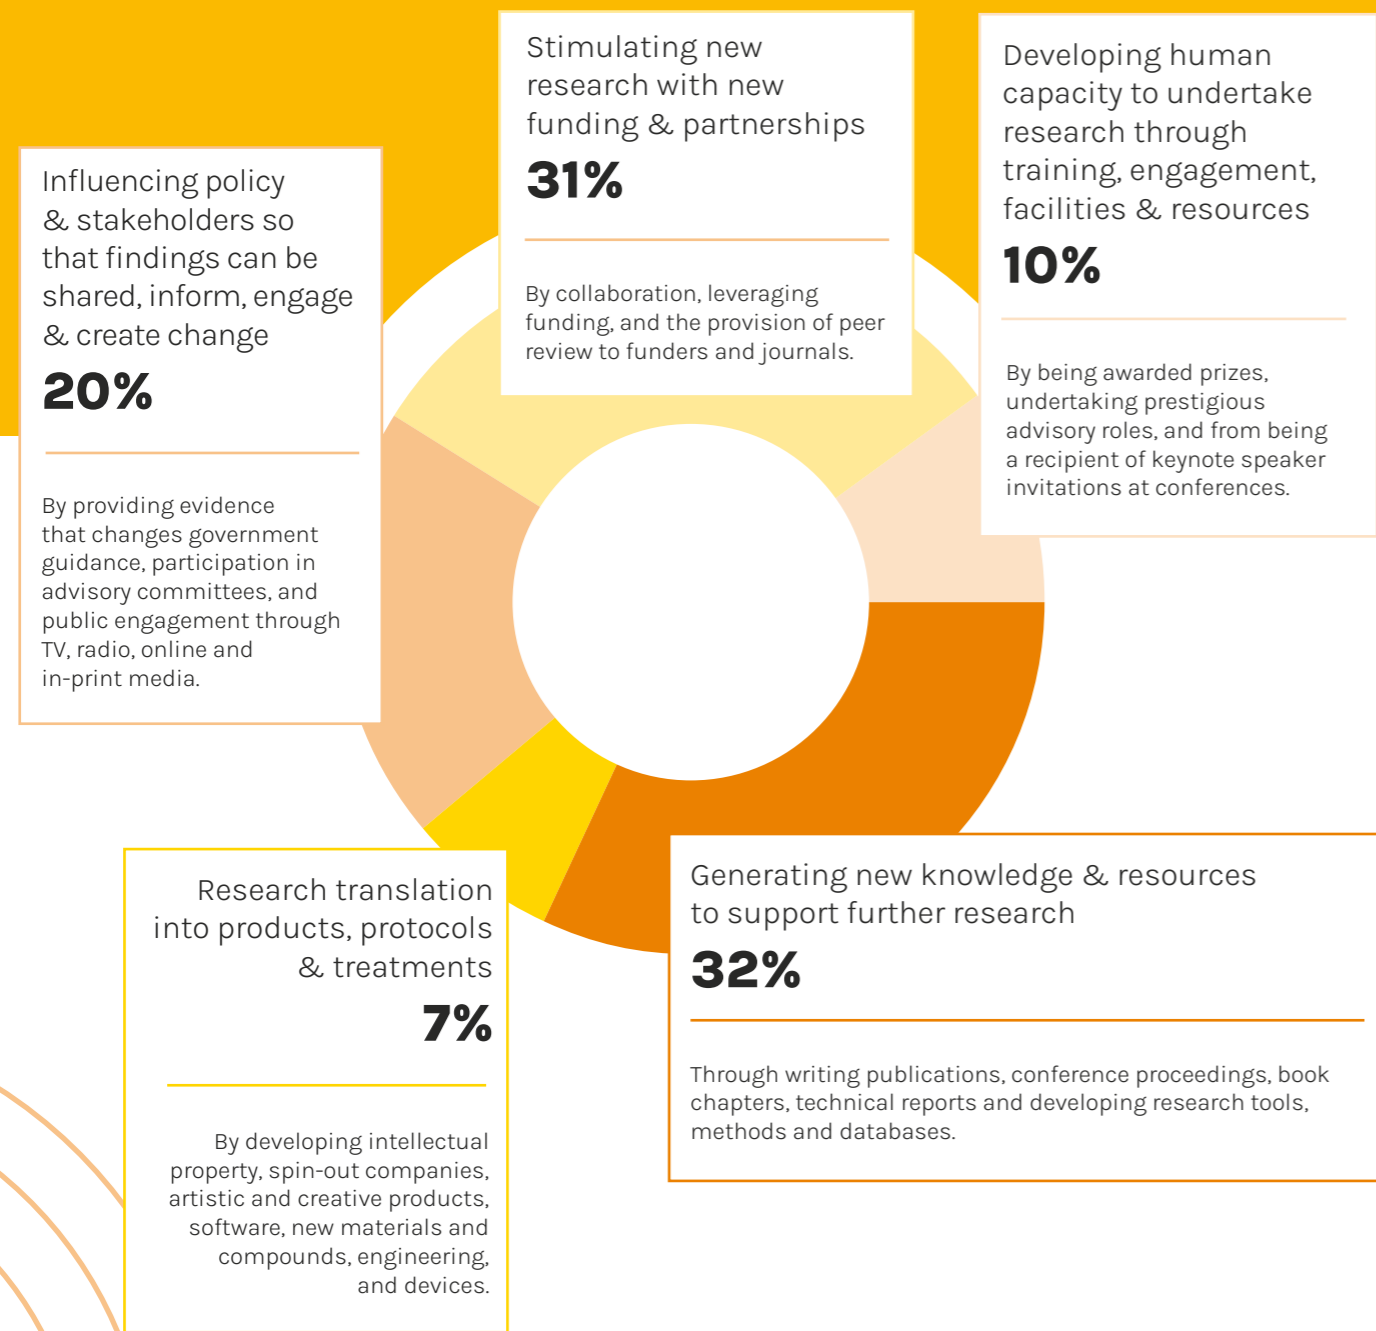 Influencing policy
& stakeholders so
that findings can be
shared, inform, engage
& create change
20%
By providing evidence
that changes government
guidance, participation in
advisory committees, and
public engagement through
TV, radio, online and
in-print media.
Stimulating new
research with new
funding & partnerships
31%
By collaboration, leveraging
funding, and the provision of peer
review to funders and journals.
Developing human
capacity to undertake
research through
training, engagement,
facilities & resources
10%
By being awarded prizes,
undertaking prestigious
advisory roles, and from being
a recipient of keynote speaker
invitations at conferences.
Research translation
into products, protocols
& treatments
7%
By developing intellectual
property, spin-out companies,
artistic and creative products,
software, new materials and
compounds, engineering,
and devices.
Generating new knowledge & resources
to support further research
32%
Through writing publications, conference proceedings, book
chapters, technical reports and developing research tools,
methods and databases.